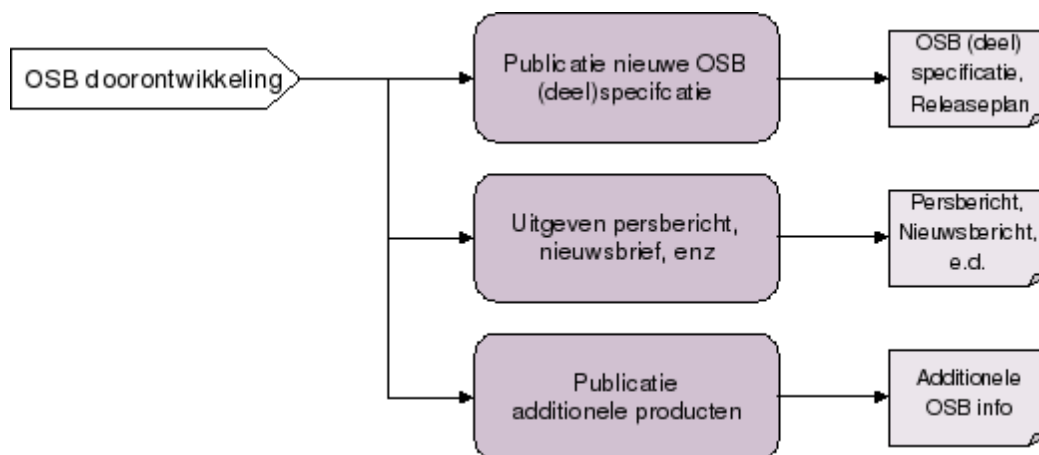 OSB doorontwikkeling
Publicatie nieuwe OSB
(deel)specifcatie
OSB (deel)
specificatie,
Releaseplan
Uitgeven persbericht,
nieuwsbrief, enz
Persbericht,
Nieuwsbericht,
e.d.
Publicatie
additionele producten
Additionele
OSB info